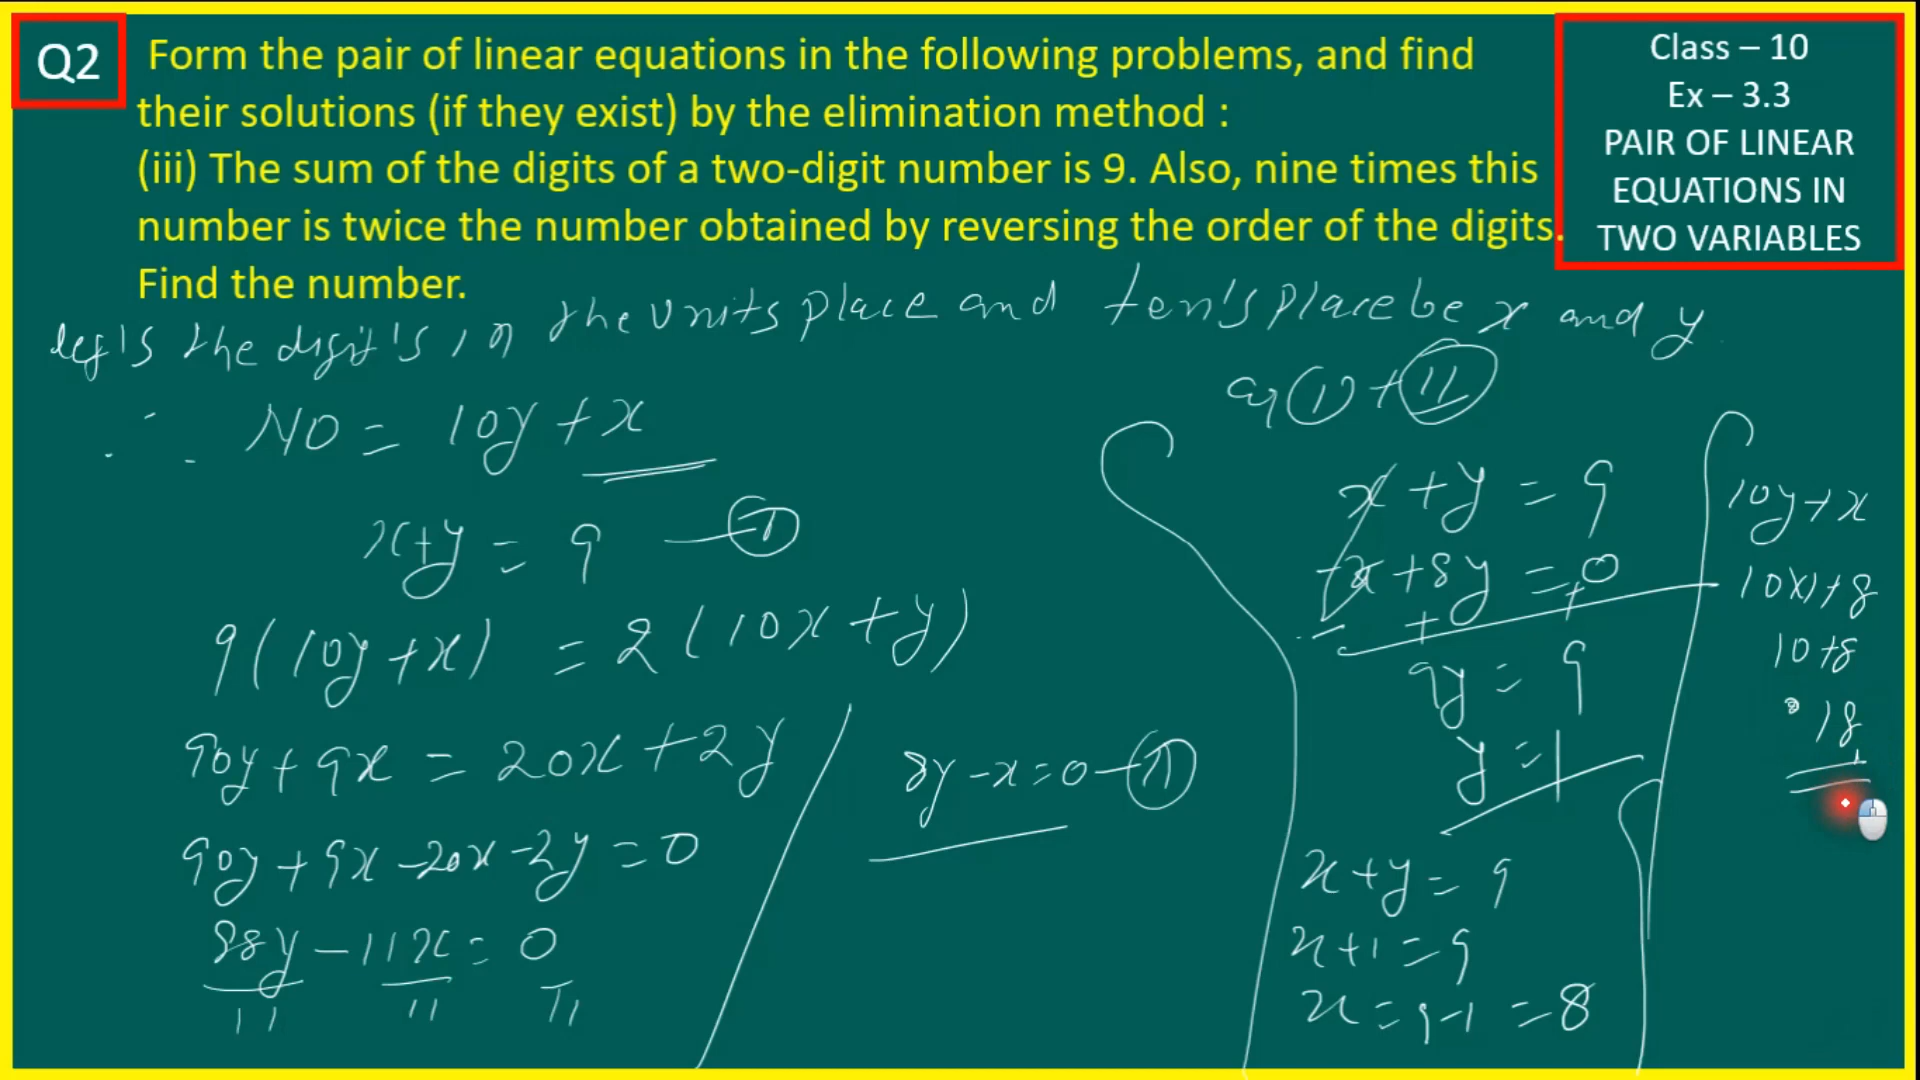 Q2
Form the pair of linear equations in the following problems, and find
their solutions (if they exist) by the elimination method :
(iii) The sum of the digits of a two-digit number is 9. Also, nine times this
number is twice the number obtained by reversing the order of the digits.
Find the number.
Class – 10
Ex – 3.3
PAIR OF LINEAR
EQUATIONS IN
TWO VARIABLES
the digit's in the units place and ten's place be x and y
∴ NO = 10y + x
x+y = 9 — (I)
9(10y+x) = 2(10x+y)
90y + 9x = 20x + 2y
90y + 9x - 20x - 2y = 0
88y - 11x = 0
11 11 11
8y - x = 0 — (II)
eq (I) + (II)
x + y = 9
-x + 8y = 0
- + +
9y = 9
y = 1
x + y = 9
x + 1 = 9
x = 9-1 = 8
10y + x
10x1+8
10+8
18